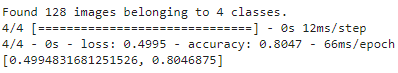 Found 128 images belonging to 4 classes.
4/4 [==============================] - 0s 12ms/step
4/4 - 0s - loss: 0.4995 - accuracy: 0.8047 - 66ms/epoch
[0.4994831681251526, 0.8046875]